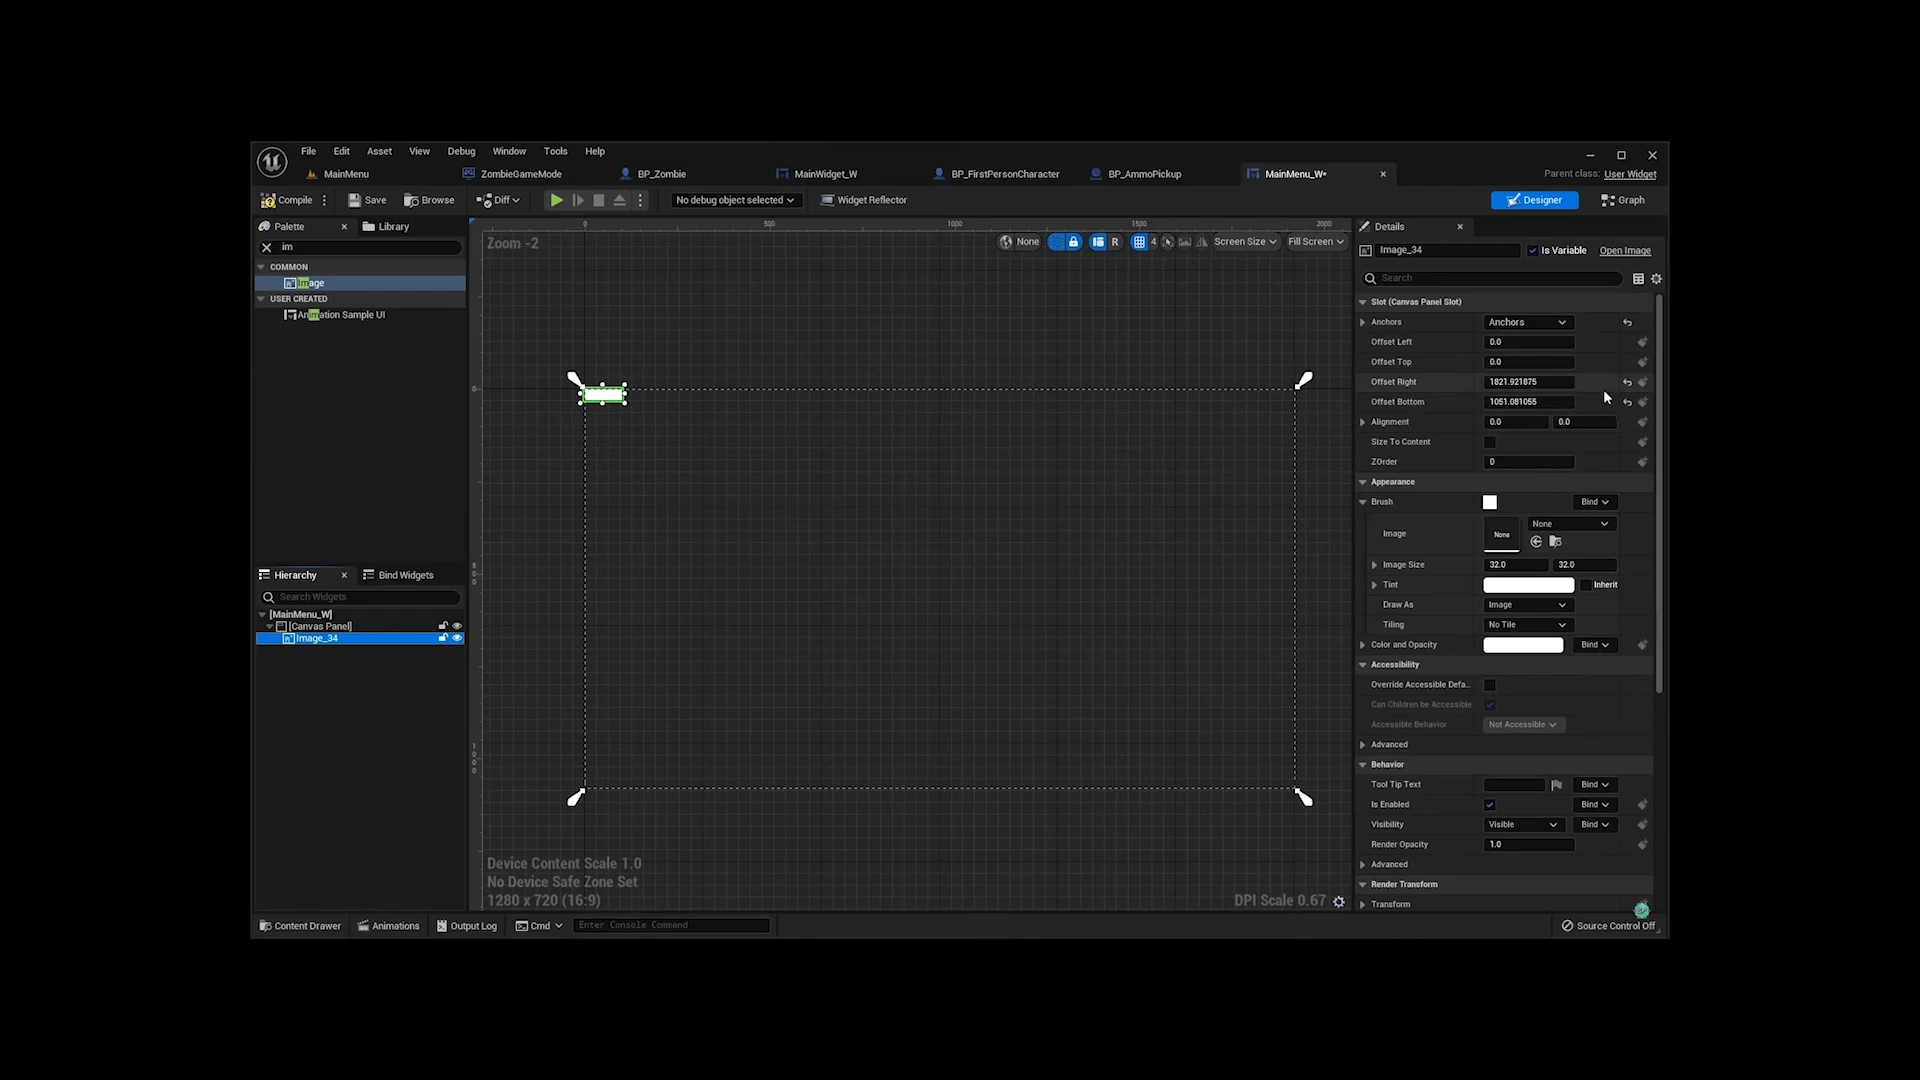 File Edit Asset View Debug Window Tools Help
MainMenu ZombieGameMode BP_Zombie MainWidget_W BP_FirstPersonCharacter BP_AmmoPickup MainMenu_W* Parent class: User Widget
Compile Save Browse Diff No debug object selected Widget Reflector Designer Graph
Palette Library
im
COMMON
Image
USER CREATED
Animation Sample UI
Hierarchy Bind Widgets
Search Widgets
[MainMenu_W]
[Canvas Panel]
Image_34
0 500 1000 1500 2000
Zoom -2 None R 4 Screen Size Fill Screen
0
500
1000
Device Content Scale 1.0
No Device Safe Zone Set
1280 x 720 (16:9) DPI Scale 0.67
Details
Image_34 Is Variable Open Image
Search
Slot (Canvas Panel Slot)
Anchors Anchors
Offset Left 0.0
Offset Top 0.0
Offset Right 1821.921875
Offset Bottom 1051.081055
Alignment 0.0 0.0
Size To Content
ZOrder 0
Appearance
Brush Bind
Image None None
Image Size 32.0 32.0
Tint Inherit
Draw As Image
Tiling No Tile
Color and Opacity Bind
Accessibility
Override Accessible Defa...
Can Children be Accessible
Accessible Behavior Not Accessible
Advanced
Behavior
Tool Tip Text Bind
Is Enabled Bind
Visibility Visible Bind
Render Opacity 1.0
Advanced
Render Transform
Transform
Content Drawer Animations Output Log Cmd Enter Console Command Source Control Off